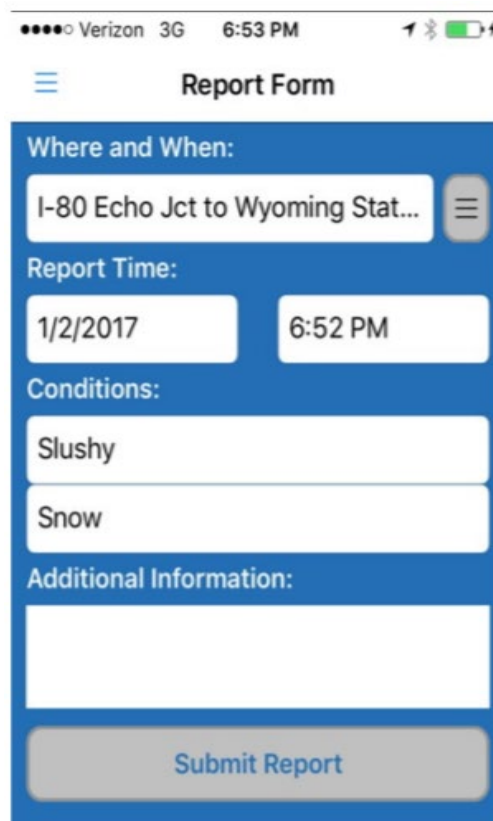 Verizon 3G 6:53 PM
Report Form
Where and When:
I-80 Echo Jct to Wyoming Stat...
Report Time:
1/2/2017 6:52 PM
Conditions:
Slushy
Snow
Additional Information:
Submit Report